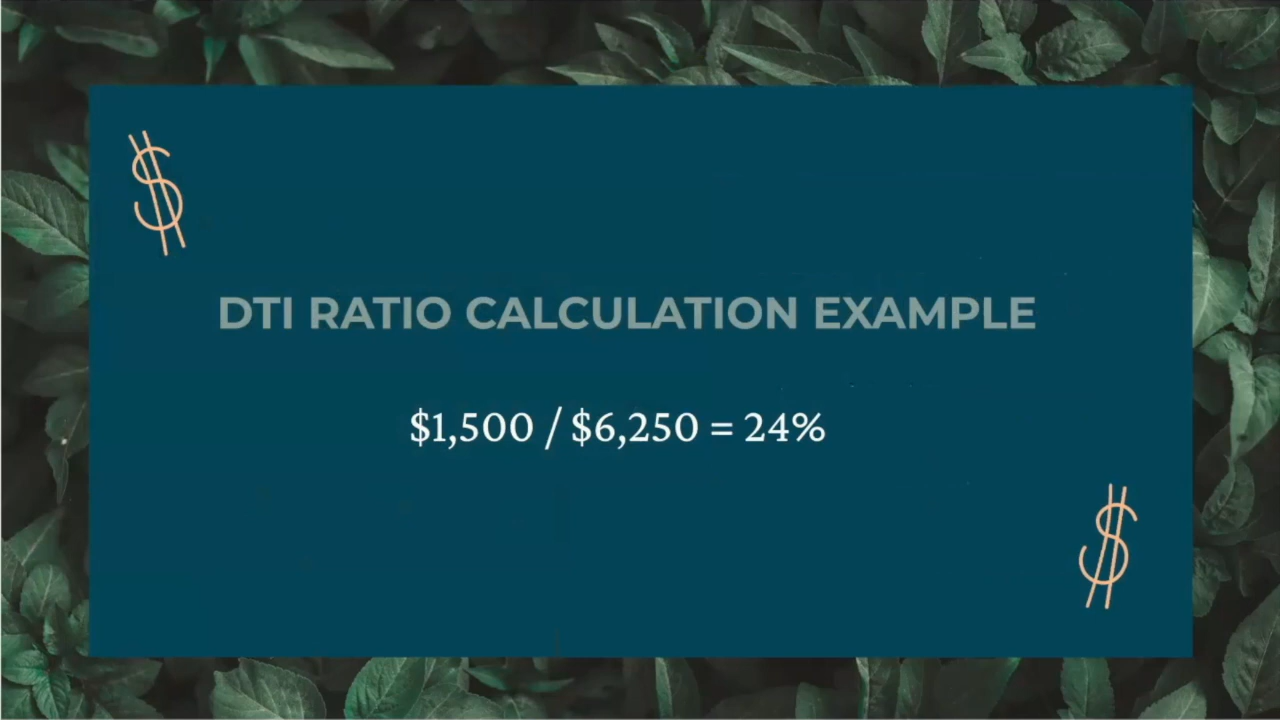 DTI RATIO CALCULATION EXAMPLE
$1,500 / $6,250 = 24%